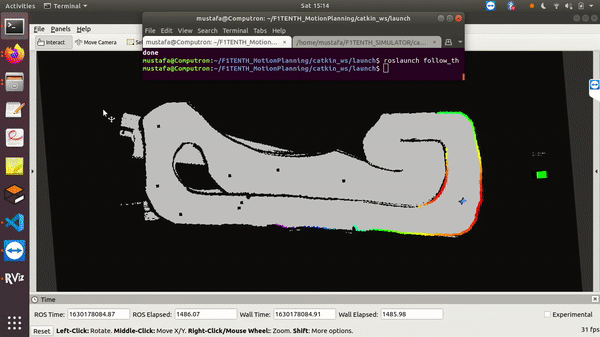 Activities
Terminal
Sat 15:14
mustafa@Computron: ~/F1TENTH_MotionPlanning/catkin_ws/launch
File Edit View Search Terminal Tabs Help
mustafa@Computron: ~/F1TENTH_Motion...
/home/mustafa/F1TENTH_SIMULATOR/ca...
done
mustafa@Computron:~/F1TENTH_MotionPlanning/catkin_ws/launch$ roslaunch follow_th
mustafa@Computron:~/F1TENTH_MotionPlanning/catkin_ws/launch$
File Panels Help
Interact Move Camera
RViz
Time
ROS Time: 1630178084.87 ROS Elapsed: 1486.07 Wall Time: 1630178084.91 Wall Elapsed: 1485.98 Experimental
Reset Left-Click: Rotate. Middle-Click: Move X/Y. Right-Click/Mouse Wheel: Zoom. Shift: More options. 31 fps